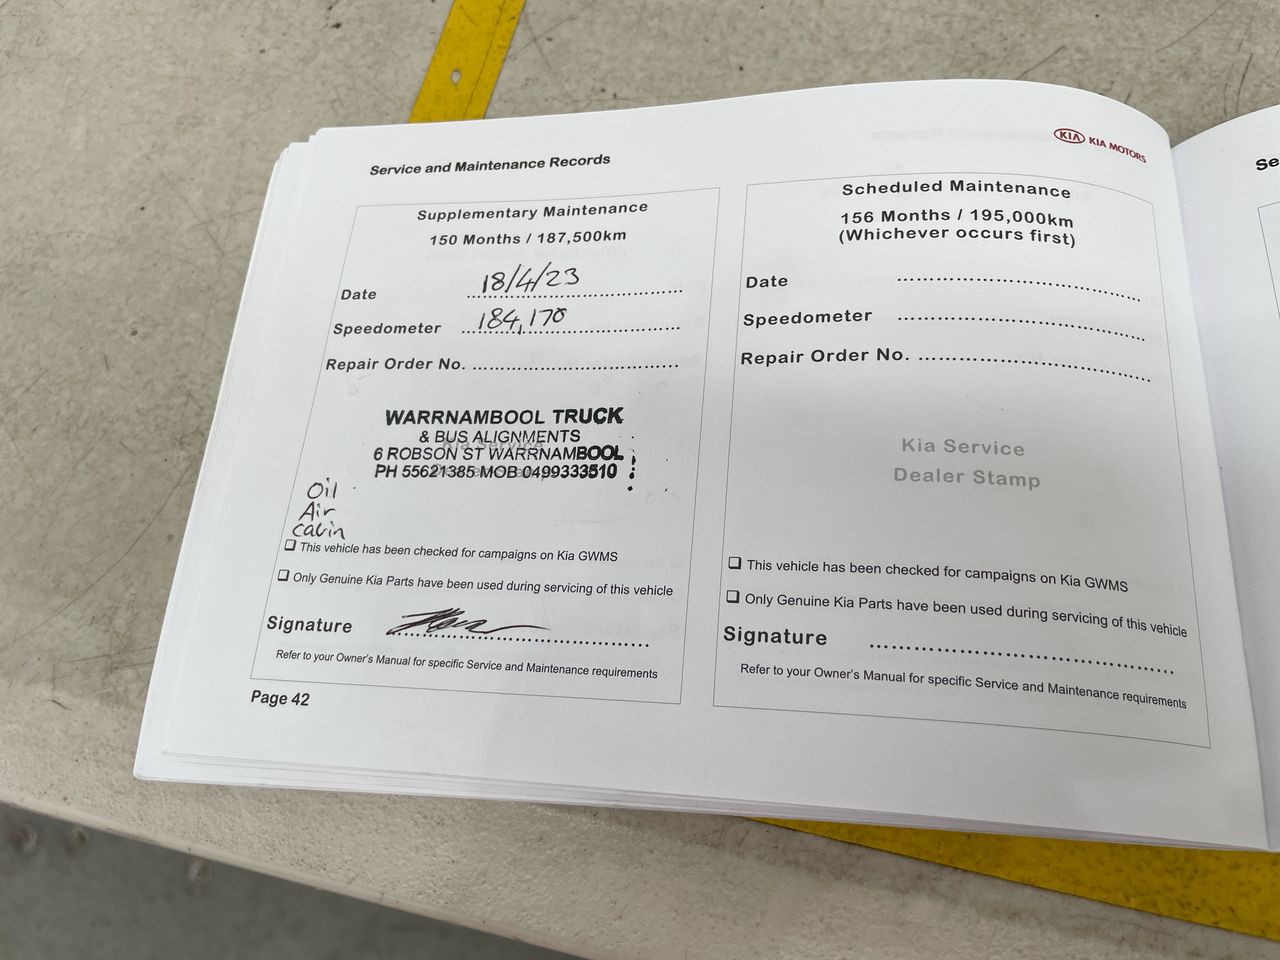 Service and Maintenance Records
Supplementary Maintenance
150 Months / 187,500km
Date 18/4/23
Speedometer 184,170
Repair Order No.
WARRNAMBOOL TRUCK
& BUS ALIGNMENTS
6 ROBSON ST WARRNAMBOOL
PH 55621385 MOB 0499333510
Oil
Air
cabin
This vehicle has been checked for campaigns on Kia GWMS
Only Genuine Kia Parts have been used during servicing of this vehicle
Signature
Refer to your Owner's Manual for specific Service and Maintenance requirements
Page 42
KIA KIA MOTORS
Scheduled Maintenance
156 Months / 195,000km
(Whichever occurs first)
Date
Speedometer
Repair Order No.
Kia Service
Dealer Stamp
This vehicle has been checked for campaigns on Kia GWMS
Only Genuine Kia Parts have been used during servicing of this vehicle
Signature
Refer to your Owner's Manual for specific Service and Maintenance requirements
Se